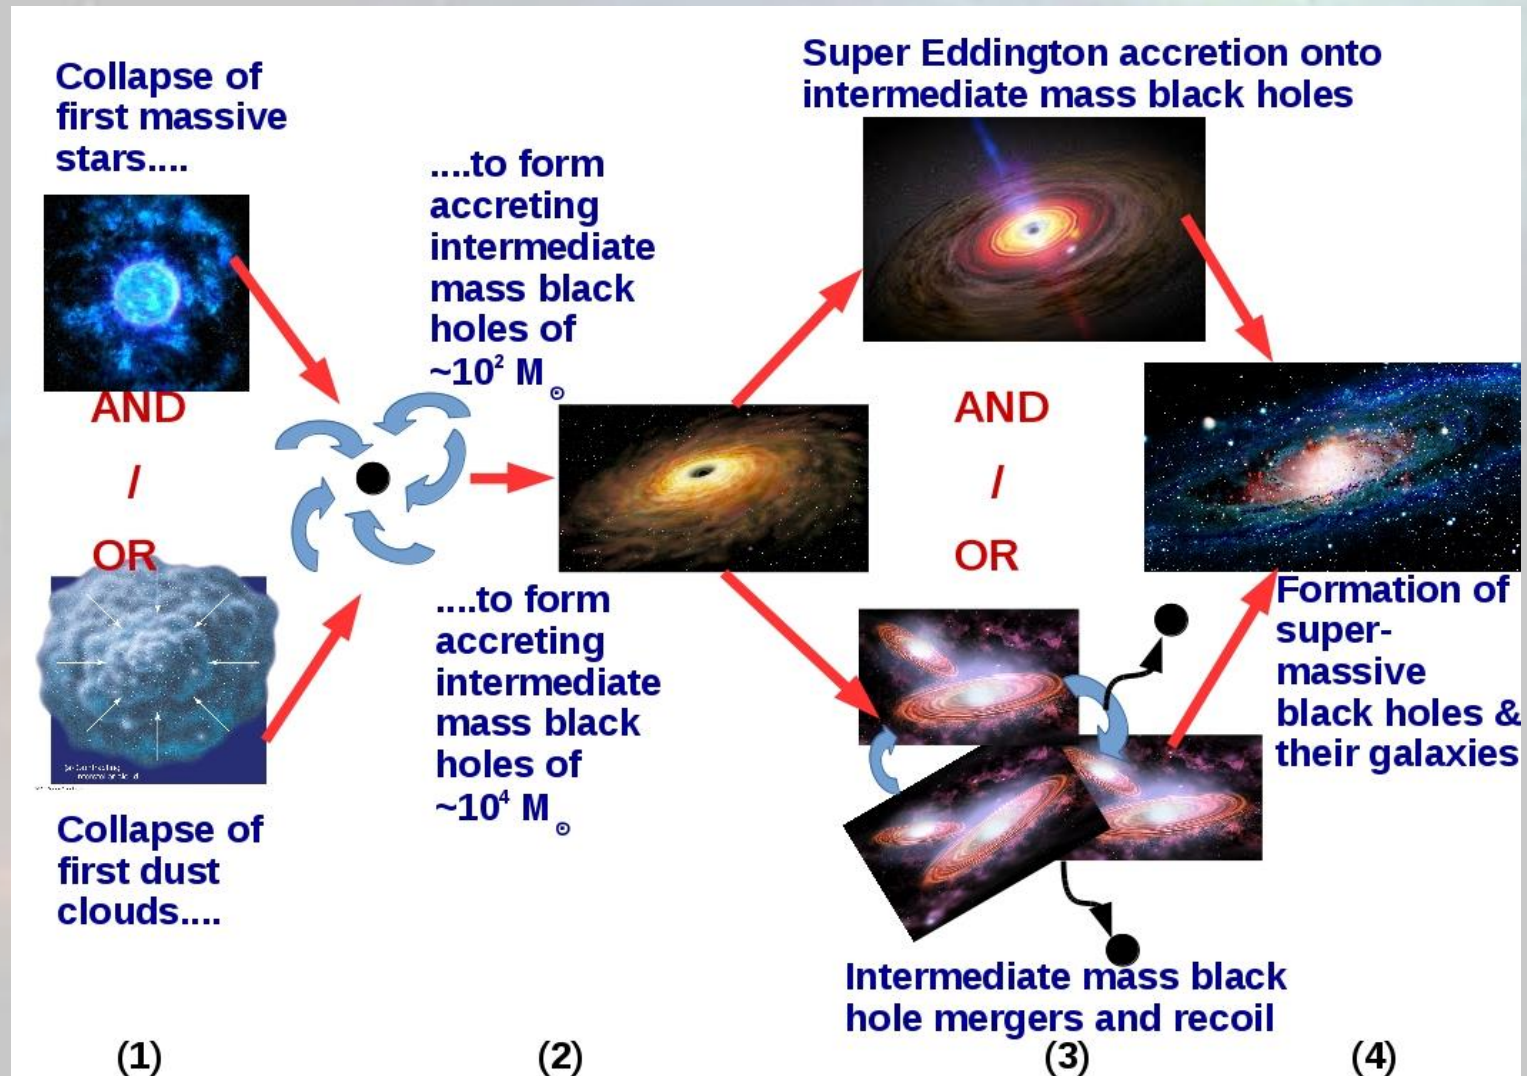 Collapse of
first massive
stars....
AND
/
OR
Collapse of
first dust
clouds....
....to form
accreting
intermediate
mass black
holes of
~10² M☉
....to form
accreting
intermediate
mass black
holes of
~10⁴ M☉
Super Eddington accretion onto
intermediate mass black holes
AND
/
OR
Intermediate mass black
hole mergers and recoil
Formation of
super-
massive
black holes &
their galaxies
(1)
(2)
(3)
(4)